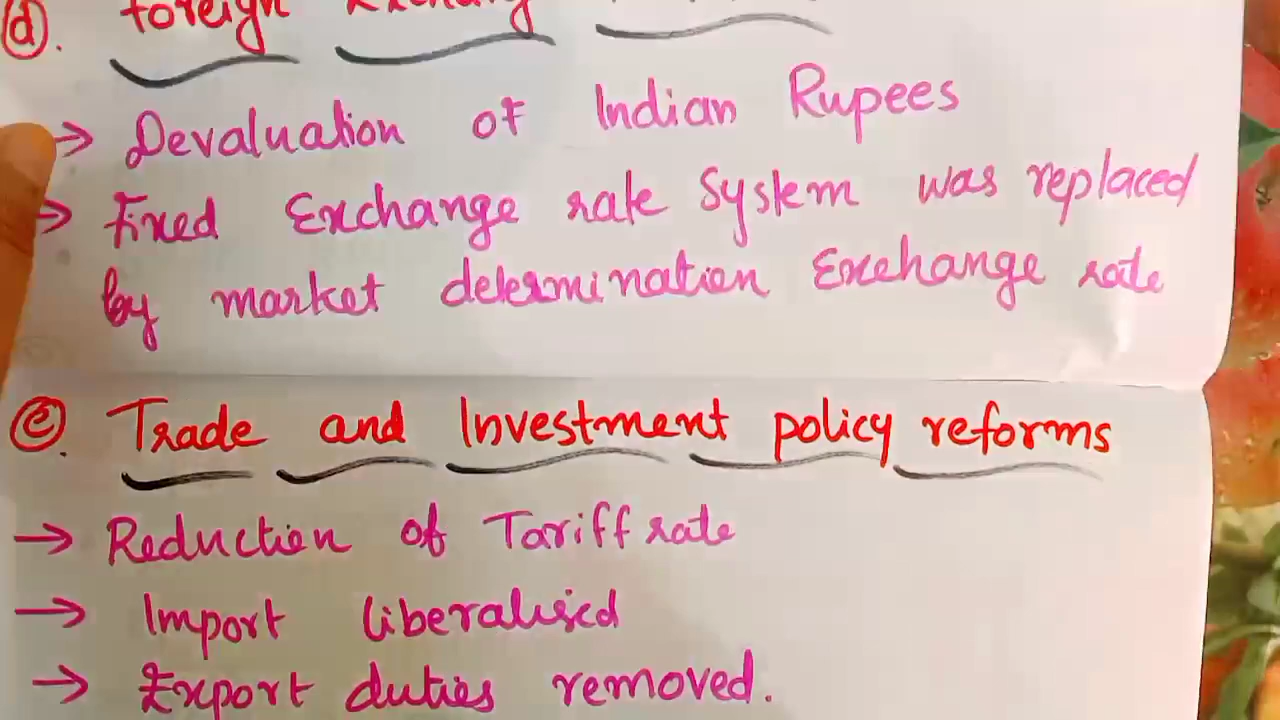 (d). foreign Exchang
→ Devaluation of Indian Rupees
→ Fixed Exchange rate System was replaced
by market determination Exchange rate
(e). Trade and Investment policy reforms
→ Reduction of Tariff rate
→ Import liberalised
→ Export duties removed.